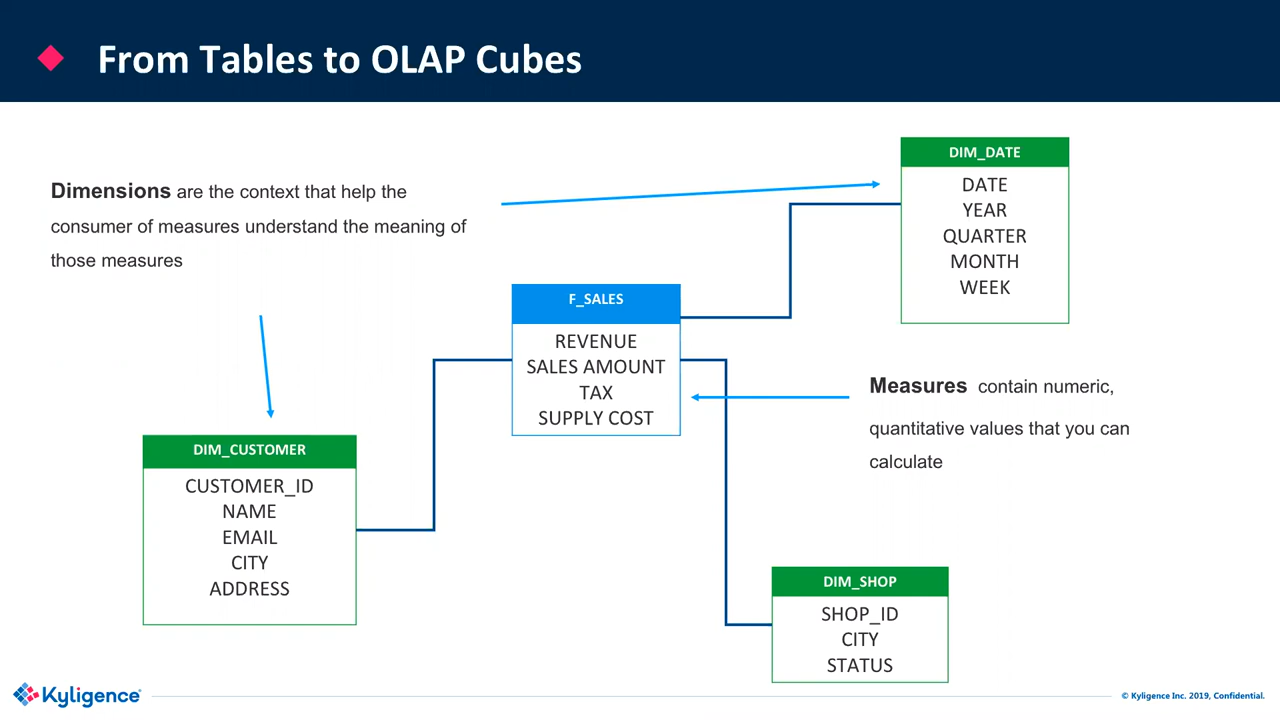 From Tables to OLAP Cubes
Dimensions are the context that help the
consumer of measures understand the meaning of
those measures
DIM_DATE
DATE
YEAR
QUARTER
MONTH
WEEK
F_SALES
REVENUE
SALES AMOUNT
TAX
SUPPLY COST
Measures contain numeric,
quantitative values that you can
calculate
DIM_CUSTOMER
CUSTOMER_ID
NAME
EMAIL
CITY
ADDRESS
DIM_SHOP
SHOP_ID
CITY
STATUS
Kyligence
© Kyligence Inc. 2019, Confidential.